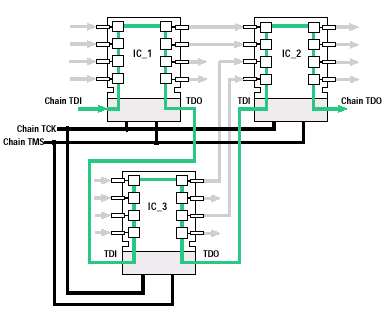 IC_1
IC_2
Chain TDI
TDO
TDI
Chain TDO
Chain TCK
Chain TMS
IC_3
TDI
TDO